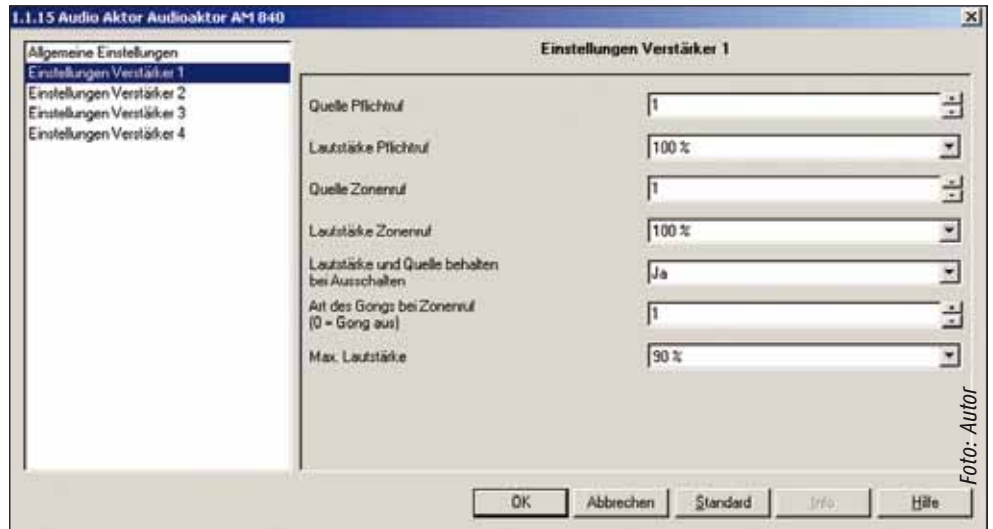 1.1.15 Audio Aktor Audioaktor AM 840
Allgemeine Einstellungen
Einstellungen Verstärker 1
Einstellungen Verstärker 2
Einstellungen Verstärker 3
Einstellungen Verstärker 4
Einstellungen Verstärker 1
Quelle Pflichtruf
1
Lautstärke Pflichtruf
100 %
Quelle Zonenruf
1
Lautstärke Zonenruf
100 %
Lautstärke und Quelle behalten
bei Ausschalten
Ja
Art des Gongs bei Zonenruf
(0 = Gong aus)
1
Max. Lautstärke
90 %
OK
Abbrechen
Standard
Info
Hilfe
Foto: Autor